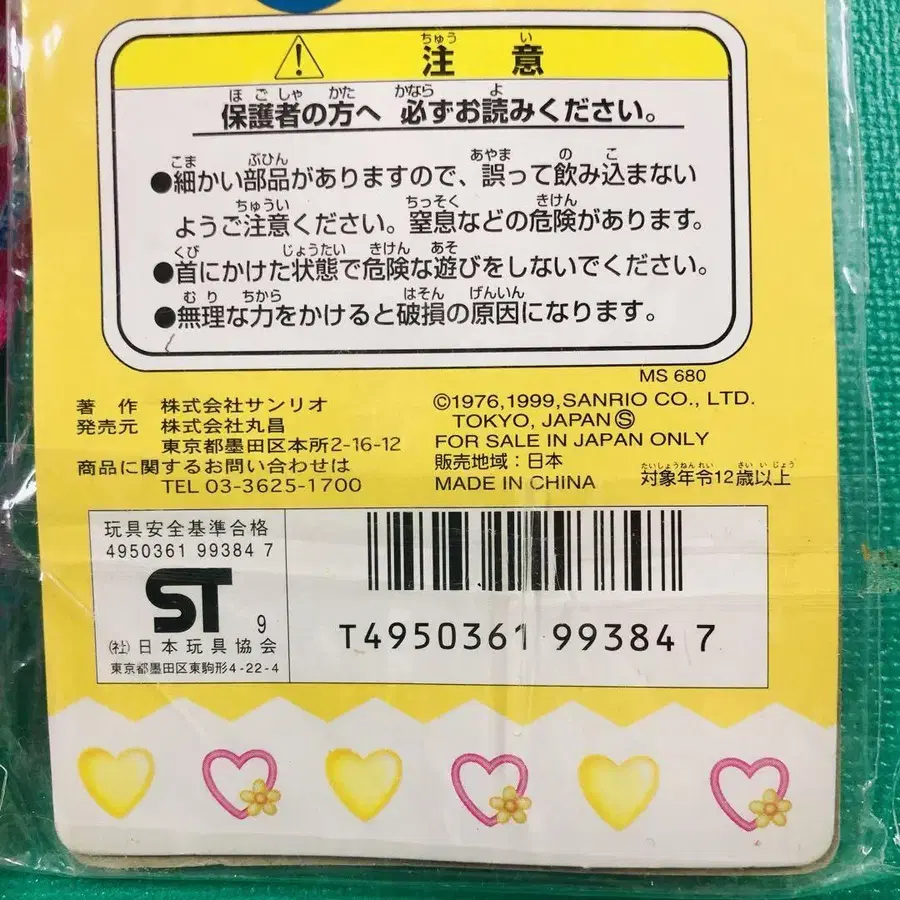 注意
保護者の方へ 必ずお読みください。
●細かい部品がありますので、誤って飲み込まない
ようご注意ください。窒息などの危険があります。
●首にかけた状態で危険な遊びをしないでください。
●無理な力をかけると破損の原因になります。
MS 680
著作 株式会社サンリオ
発売元 株式会社丸昌
東京都墨田区本所2-16-12
商品に関するお問い合わせは
TEL 03-3625-1700
©1976,1999,SANRIO CO., LTD.
TOKYO, JAPAN Ⓢ
FOR SALE IN JAPAN ONLY
販売地域：日本
MADE IN CHINA
対象年令12歳以上
玩具安全基準合格
4950361 99384 7
ST 9
(社)日本玩具協会
東京都墨田区東駒形4-22-4
T4950361 99384 7